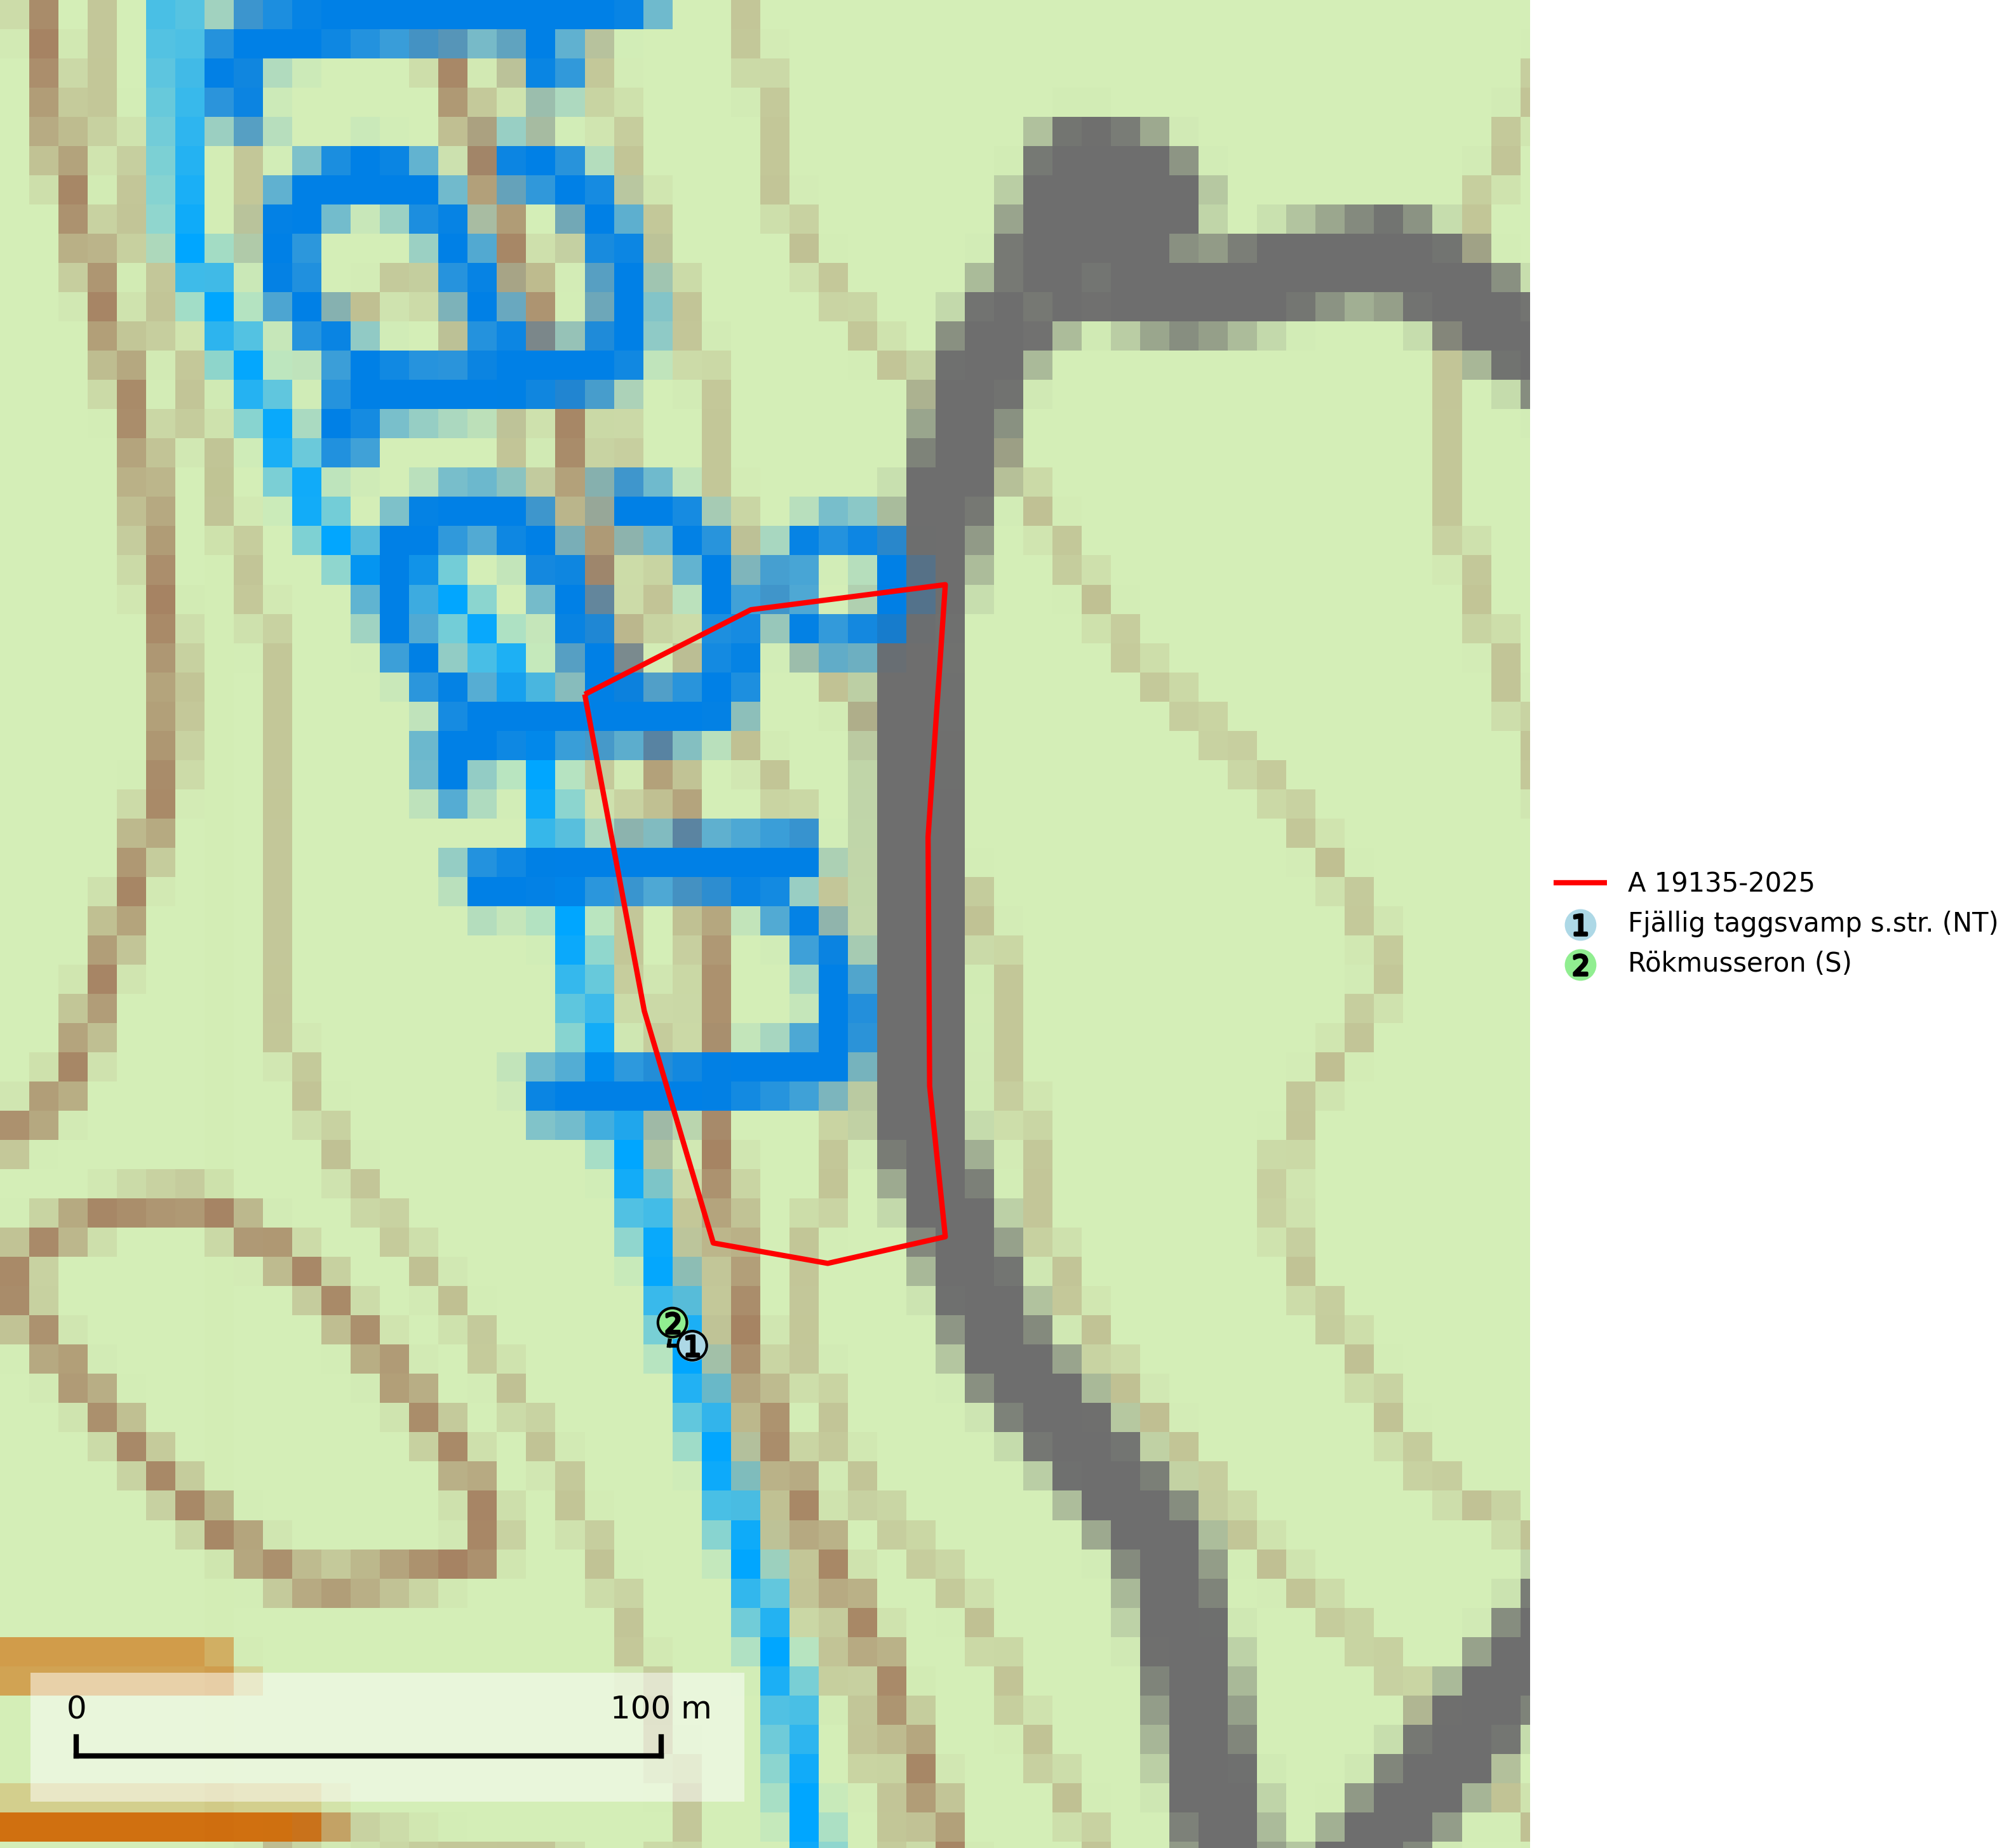 A 19135-2025
1 Fjällig taggsvamp s.str. (NT)
2 Rökmusseron (S)
2
1
0 100 m